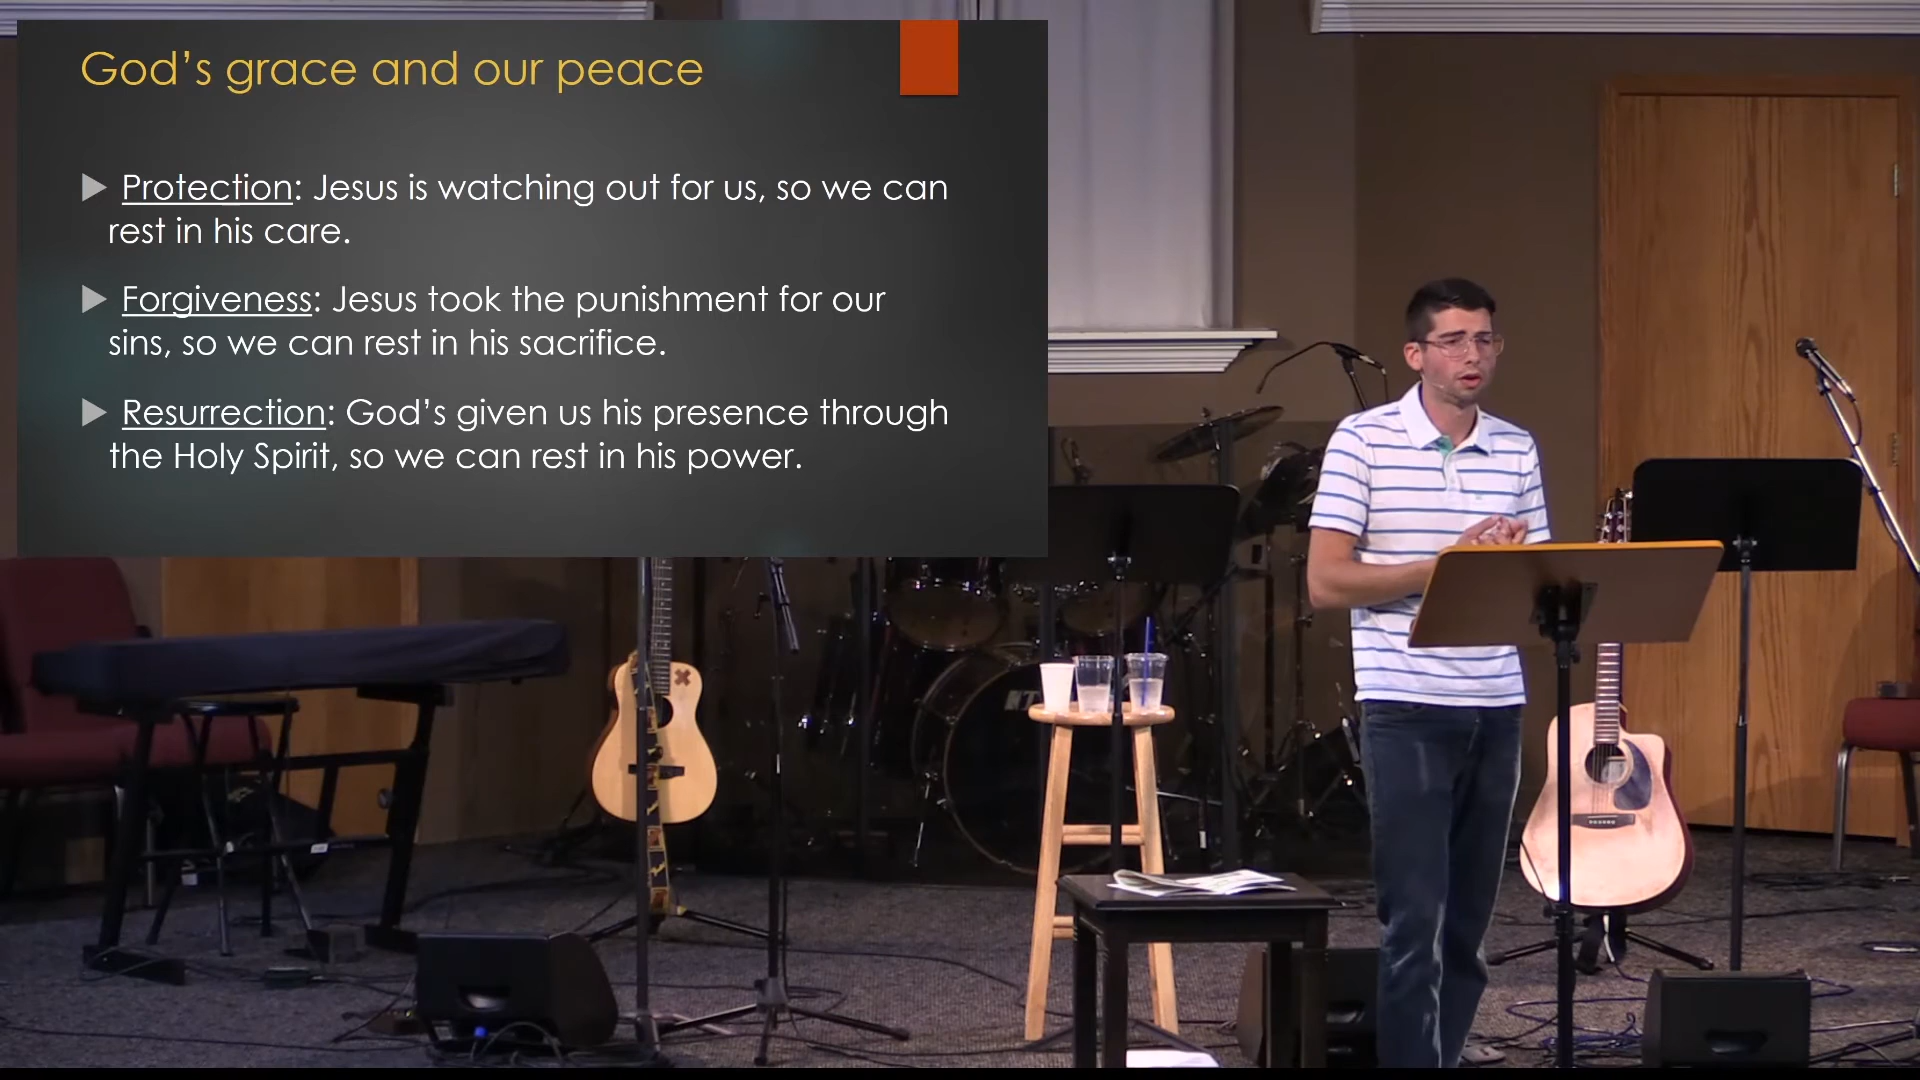 God’s grace and our peace
Protection: Jesus is watching out for us, so we can
rest in his care.
Forgiveness: Jesus took the punishment for our
sins, so we can rest in his sacrifice.
Resurrection: God’s given us his presence through
the Holy Spirit, so we can rest in his power.